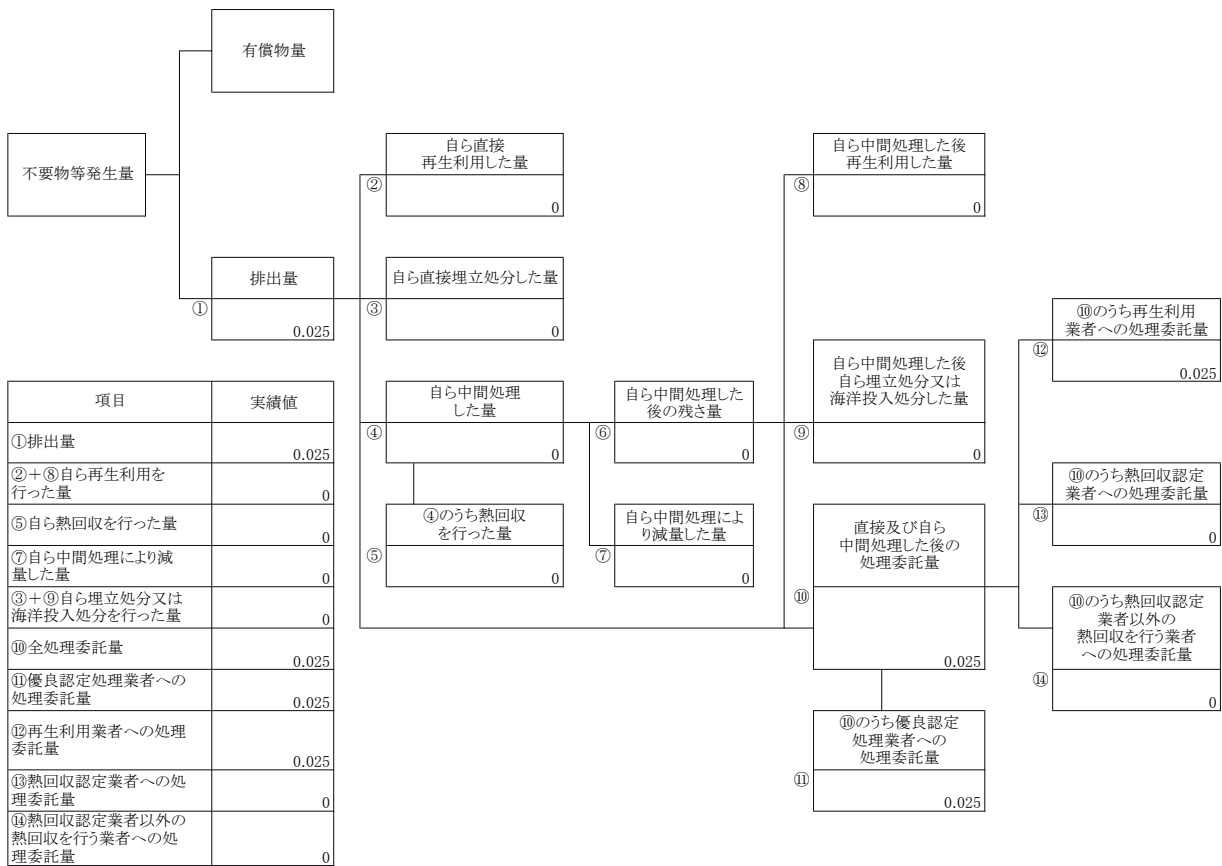 有償物量
不要物等発生量
排出量
①
0.025
自ら直接
再生利用した量
②
0
自ら直接埋立処分した量
③
0
自ら中間処理
した量
④
0
④のうち熱回収
を行った量
⑤
0
自ら中間処理した
後の残さ量
⑥
0
自ら中間処理によ
り減量した量
⑦
0
自ら中間処理した後
再生利用した量
⑧
0
自ら中間処理した後
自ら埋立処分又は
海洋投入処分した量
⑨
0
直接及び自ら
中間処理した後の
処理委託量
⑩
0.025
⑩のうち優良認定
処理業者への
処理委託量
⑪
0.025
⑩のうち再生利用
業者への処理委託量
⑫
0.025
⑩のうち熱回収認定
業者への処理委託量
⑬
0
⑩のうち熱回収認定
業者以外の
熱回収を行う業者
への処理委託量
⑭
0
項目 実績値
①排出量 0.025
②+⑧自ら再生利用を
行った量 0
⑤自ら熱回収を行った量 0
⑦自ら中間処理により減
量した量 0
③+⑨自ら埋立処分又は
海洋投入処分を行った量 0
⑩全処理委託量 0.025
⑪優良認定処理業者への
処理委託量 0.025
⑫再生利用業者への処理
委託量 0.025
⑬熱回収認定業者への処
理委託量 0
⑭熱回収認定業者以外の
熱回収を行う業者への処
理委託量 0